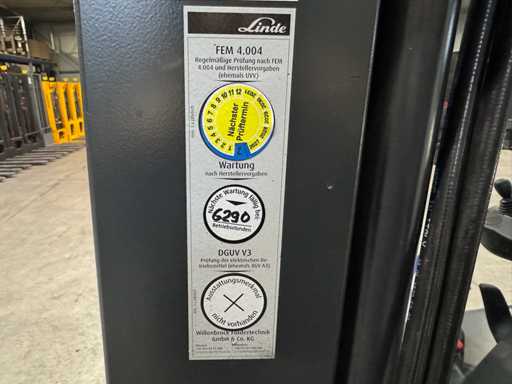 Linde
FEM 4.004
Regelmäßige Prüfung nach FEM
4.004 und Herstellervorgaben
(ehemals UVV)
1 2 3 4 5 6 7 8 9 10 11 12
Nächster
Prüftermin
Wartung
nach Herstellervorgaben
Nächste Wartung fällig bei:
6290
Betriebsstunden
DGUV V3
Prüfung der elektrischen Be-
triebsmittel (ehemals BGV A3)
Ausstattungsmerkmal
nicht vorhanden
Willenbrock Fördertechnik
GmbH & Co. KG